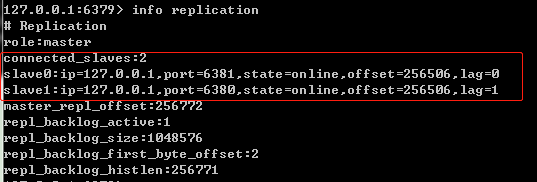 127.0.0.1:6379> info replication
# Replication
role:master
connected_slaves:2
slave0:ip=127.0.0.1,port=6381,state=online,offset=256506,lag=0
slave1:ip=127.0.0.1,port=6380,state=online,offset=256506,lag=1
master_repl_offset:256772
repl_backlog_active:1
repl_backlog_size:1048576
repl_backlog_first_byte_offset:2
repl_backlog_histlen:256771